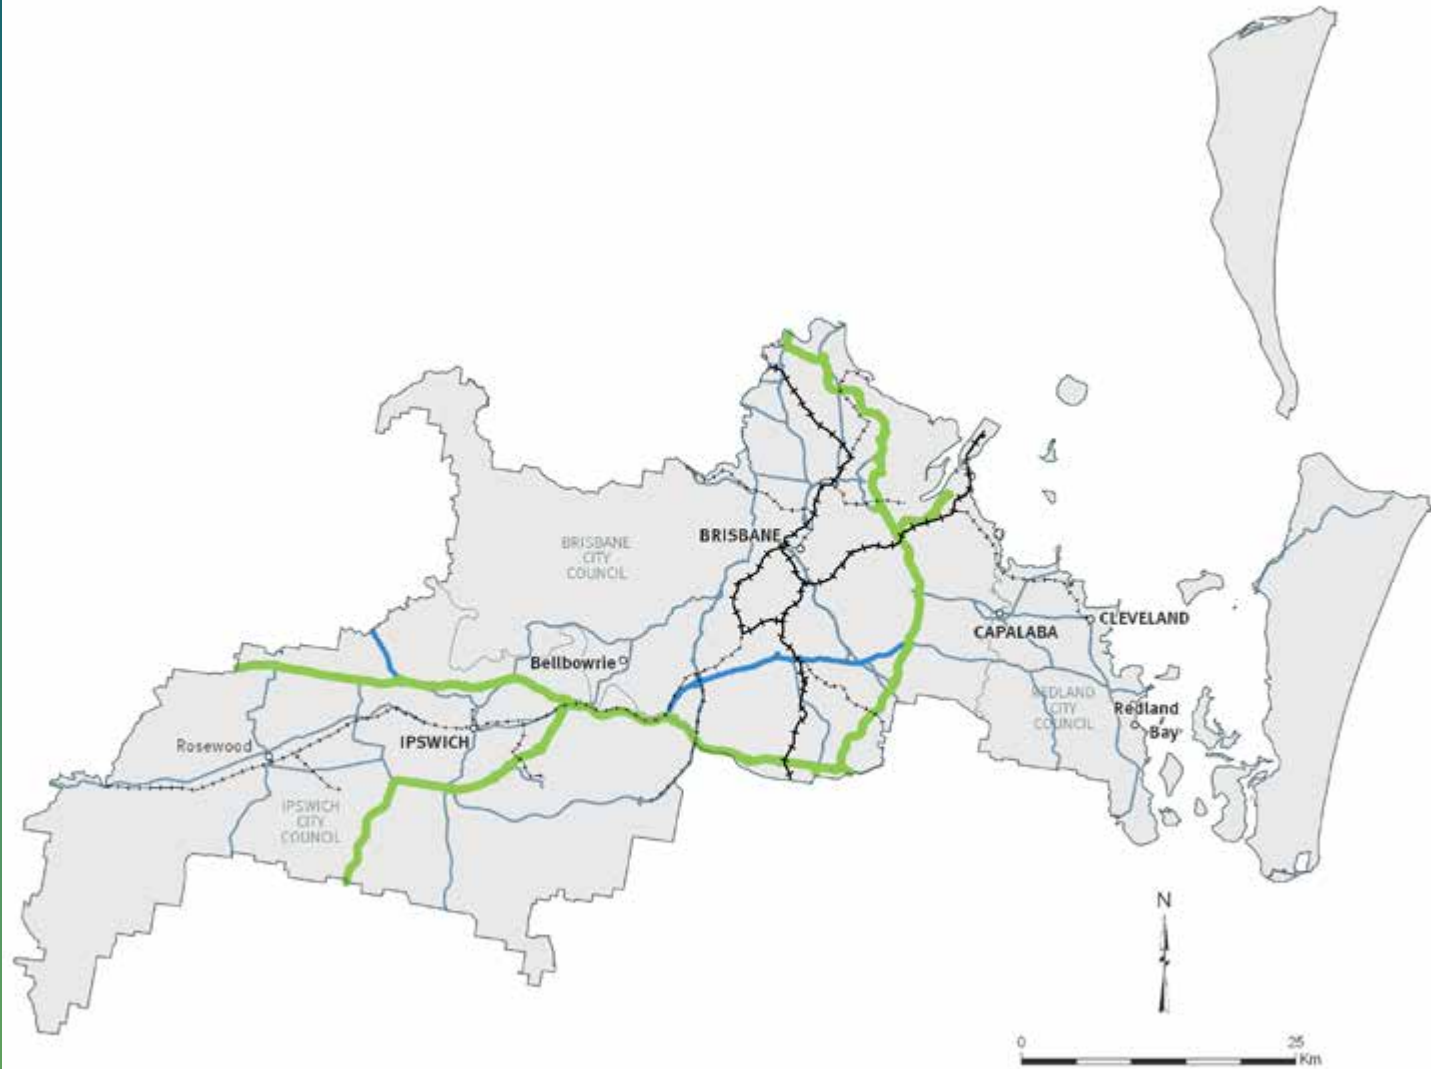 BRISBANE
BRISBANE
CITY
COUNCIL
CLEVELAND
CAPALABA
Bellbowrie
REDLAND
CITY
COUNCIL
Redland
Bay
Rosewood
IPSWICH
IPSWICH
CITY
COUNCIL
N
0 25
Km